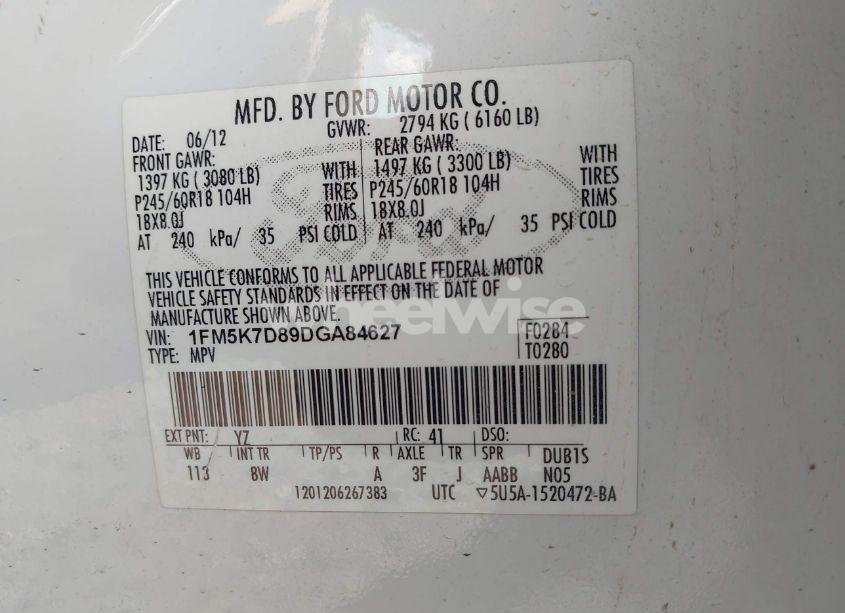 MFD. BY FORD MOTOR CO.
DATE: 06/12 GVWR: 2794 KG ( 6160 LB)
FRONT GAWR: REAR GAWR:
1397 KG ( 3080 LB) WITH 1497 KG ( 3300 LB) WITH
P245/60R18 104H TIRES P245/60R18 104H TIRES
18X8.0J RIMS 18X8.0J RIMS
AT 240 kPa/ 35 PSI COLD AT 240 kPa/ 35 PSI COLD
THIS VEHICLE CONFORMS TO ALL APPLICABLE FEDERAL MOTOR
VEHICLE SAFETY STANDARDS IN EFFECT ON THE DATE OF
MANUFACTURE SHOWN ABOVE.
VIN: 1FM5K7D89DGA84627 F0284
TYPE: MPV T0280
EXT PNT: YZ RC: 41 DSO:
WB INT TR TP/PS R AXLE TR SPR DUB1S
113 8W A 3F J AABB N05
1201206267383 UTC ▽5U5A-1520472-BA